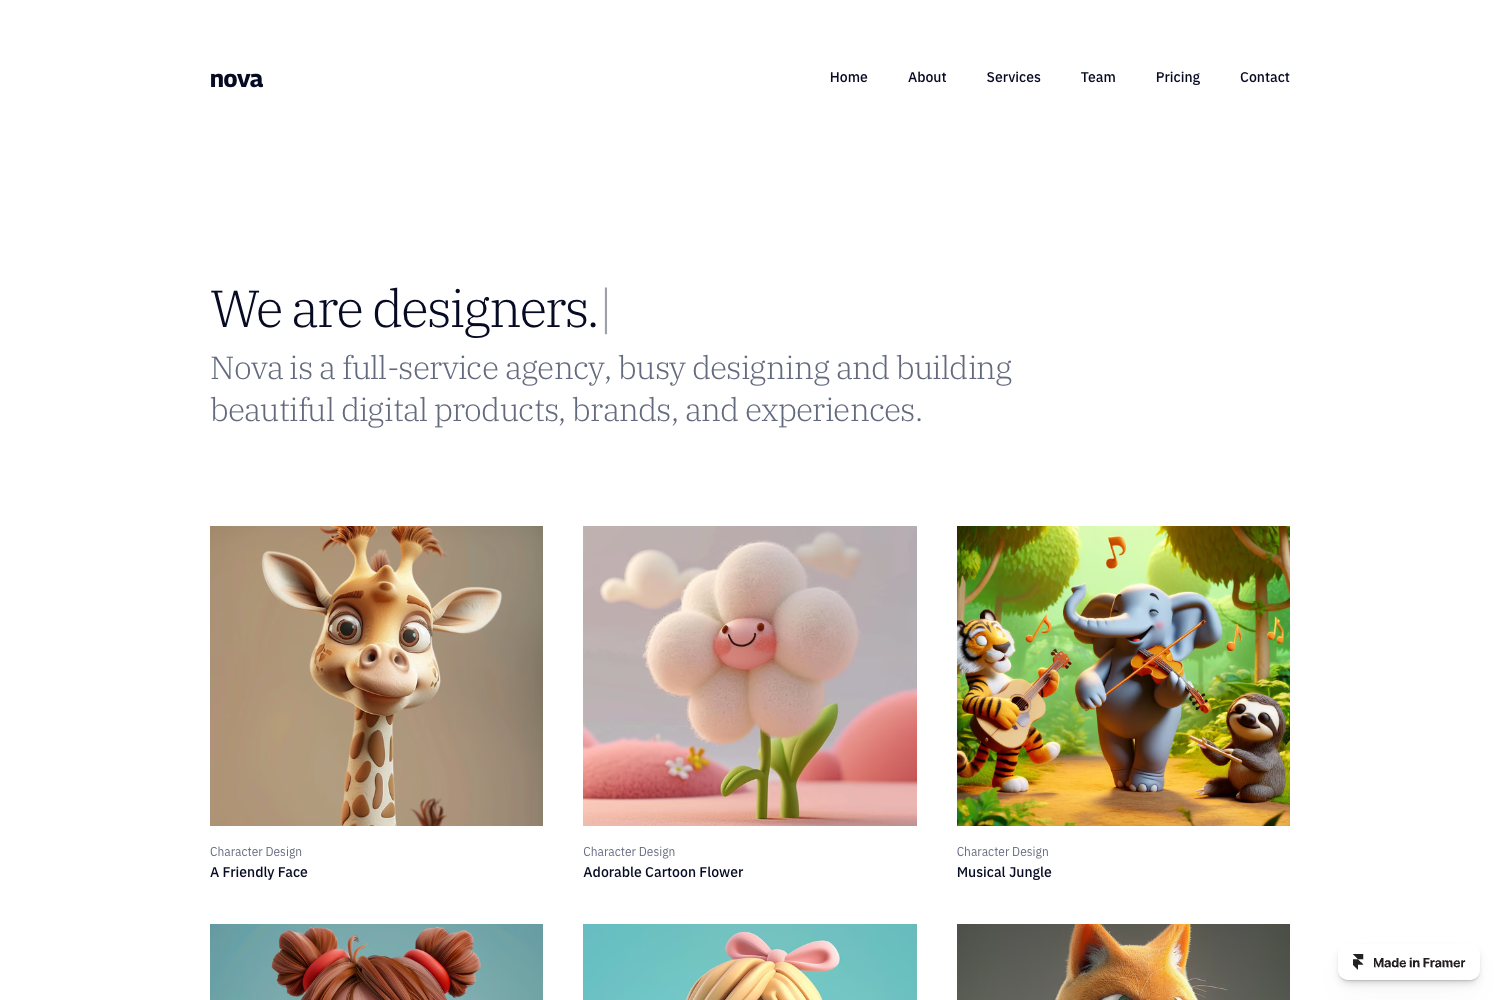 nova
Home
About
Services
Team
Pricing
Contact
We are designers.
Nova is a full-service agency, busy designing and building
beautiful digital products, brands, and experiences.
Character Design
A Friendly Face
Character Design
Adorable Cartoon Flower
Character Design
Musical Jungle
Made in Framer